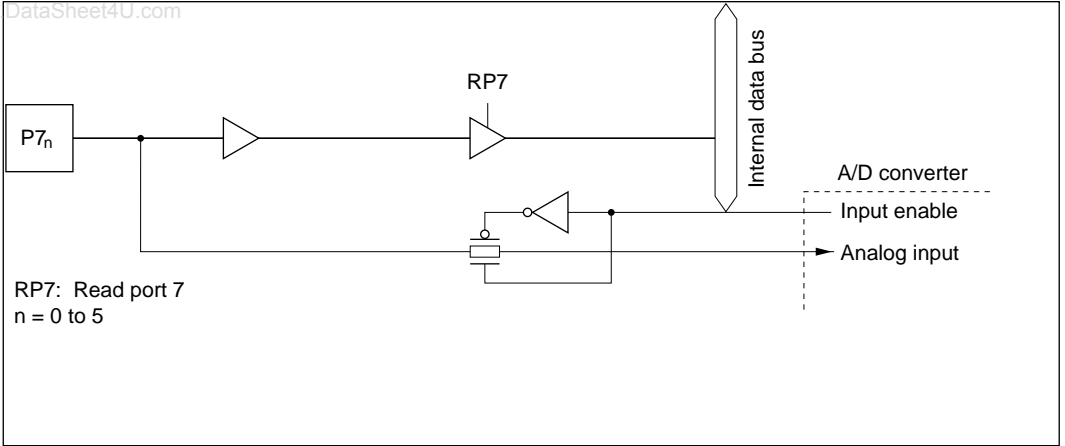 DataSheet4U.com
RP7
P7n
Internal data bus
A/D converter
Input enable
Analog input
RP7: Read port 7
n = 0 to 5